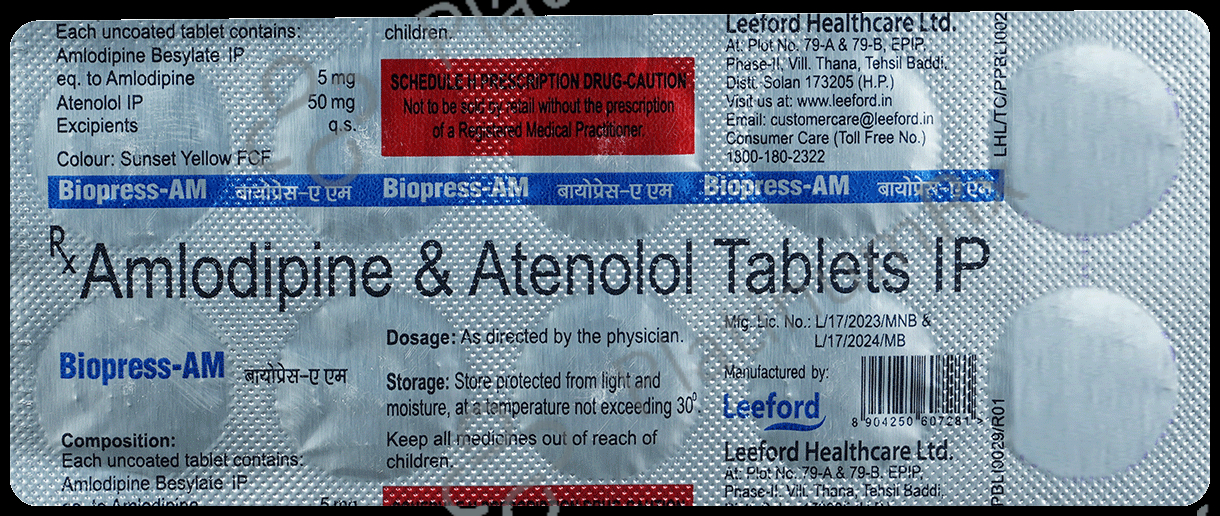 Each uncoated tablet contains:
Amlodipine Besylate IP
eq. to Amlodipine 5 mg
Atenolol IP 50 mg
Excipients q.s.
Colour: Sunset Yellow FCF
children.
SCHEDULE H PRESCRIPTION DRUG-CAUTION
Not to be sold by retail without the prescription
of a Registered Medical Practitioner.
Leeford Healthcare Ltd.
At. Plot No. 79-A & 79-B, EPIP,
Phase-II, Vill. Thana, Tehsil Baddi,
Distt. Solan 173205 (H.P.)
Visit us at: www.leeford.in
Email: customercare@leeford.in
Consumer Care (Toll Free No.)
1800-180-2322
LHL/TC/PPBL1002
Biopress-AM बायोप्रेस-ए एम Biopress-AM बायोप्रेस-ए एम Biopress-AM बायोप्रेस-ए एम
Rx Amlodipine & Atenolol Tablets IP
Biopress-AM बायोप्रेस-ए एम
Composition:
Each uncoated tablet contains:
Amlodipine Besylate IP
eq. to Amlodipine 5 mg
Dosage: As directed by the physician.
Storage: Store protected from light and
moisture, at a temperature not exceeding 30⁰.
Keep all medicines out of reach of
children.
Mfg. Lic. No.: L/17/2023/MNB &
L/17/2024/MB
Manufactured by:
Leeford
8 904250 607281 >
Leeford Healthcare Ltd.
At. Plot No. 79-A & 79-B, EPIP,
Phase-II, Vill. Thana, Tehsil Baddi,
PBL10029/R01